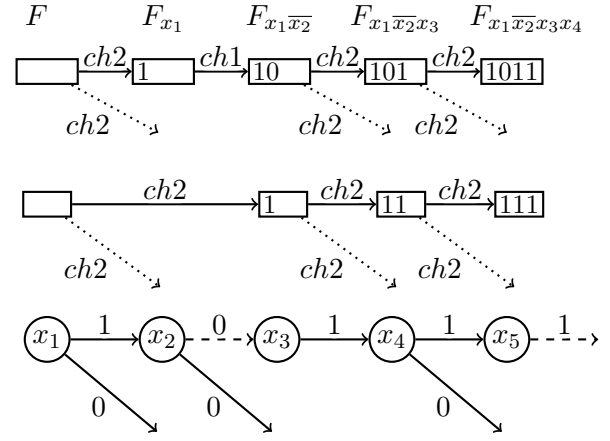 F F_{x_1} F_{x_1\overline{x_2}} F_{x_1\overline{x_2}x_3} F_{x_1\overline{x_2}x_3x_4}
ch2 ch1 ch2 ch2
1 10 101 1011
ch2 ch2 ch2
ch2 ch2 ch2
1 11 111
ch2 ch2 ch2
1 0 1 1 1
x_1 x_2 x_3 x_4 x_5
0 0 0